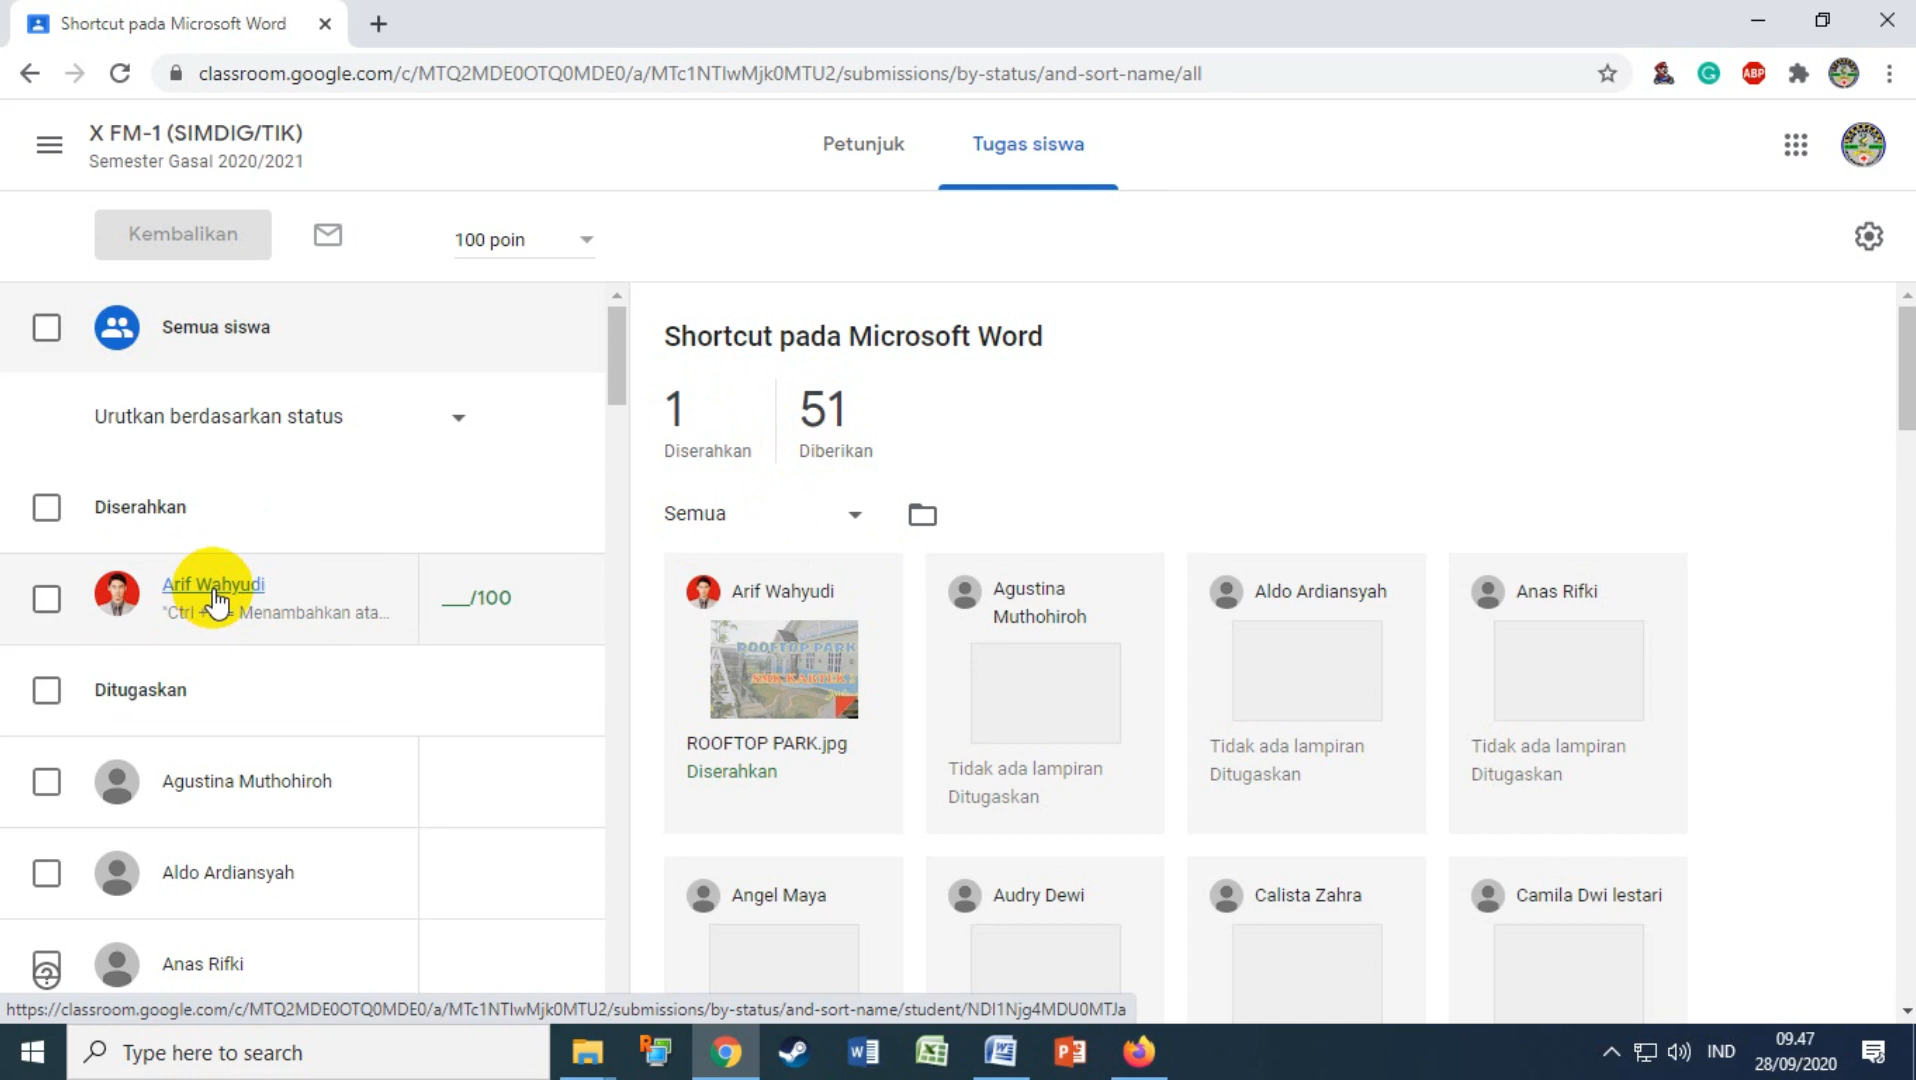 Shortcut pada Microsoft Word
classroom.google.com/c/MTQ2MDE0OTQ0MDE0/a/MTc1NTIwMjk0MTU2/submissions/by-status/and-sort-name/all
ABP
X FM-1 (SIMDIG/TIK)
Semester Gasal 2020/2021
Petunjuk
Tugas siswa
Kembalikan
100 poin
Semua siswa
Urutkan berdasarkan status
Diserahkan
Arif Wahyudi
"Ctrl + Menambahkan ata...
___/100
Ditugaskan
Agustina Muthohiroh
Aldo Ardiansyah
Anas Rifki
Shortcut pada Microsoft Word
1
Diserahkan
51
Diberikan
Semua
Arif Wahyudi
ROOFTOP PARK
SMK KARTEK
ROOFTOP PARK.jpg
Diserahkan
Agustina
Muthohiroh
Tidak ada lampiran
Ditugaskan
Aldo Ardiansyah
Tidak ada lampiran
Ditugaskan
Anas Rifki
Tidak ada lampiran
Ditugaskan
Angel Maya
Audry Dewi
Calista Zahra
Camila Dwi lestari
https://classroom.google.com/c/MTQ2MDE0OTQ0MDE0/a/MTc1NTIwMjk0MTU2/submissions/by-status/and-sort-name/student/NDI1Njg4MDU0MTJa
Type here to search
IND
09.47
28/09/2020